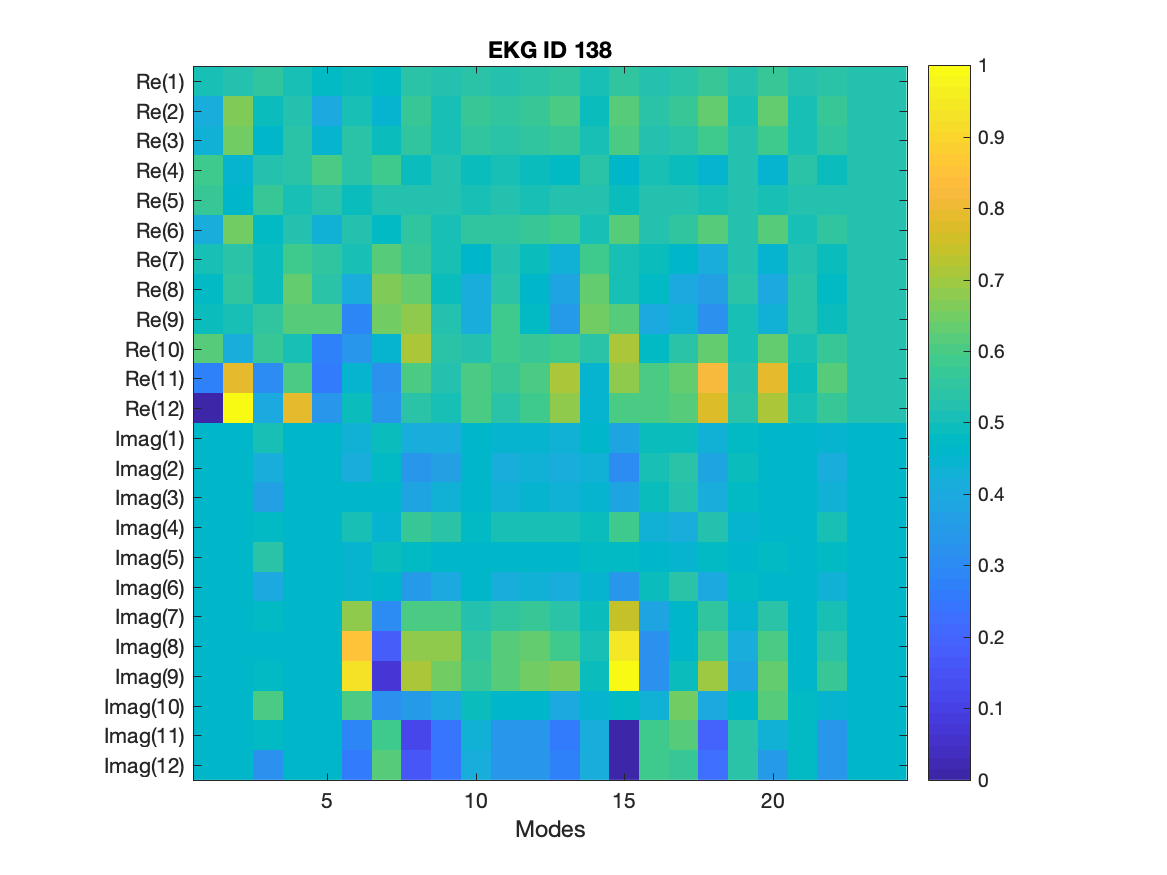 EKG ID 138
Re(1)
Re(2)
Re(3)
Re(4)
Re(5)
Re(6)
Re(7)
Re(8)
Re(9)
Re(10)
Re(11)
Re(12)
Imag(1)
Imag(2)
Imag(3)
Imag(4)
Imag(5)
Imag(6)
Imag(7)
Imag(8)
Imag(9)
Imag(10)
Imag(11)
Imag(12)
5 10 15 20
Modes
1
0.9
0.8
0.7
0.6
0.5
0.4
0.3
0.2
0.1
0